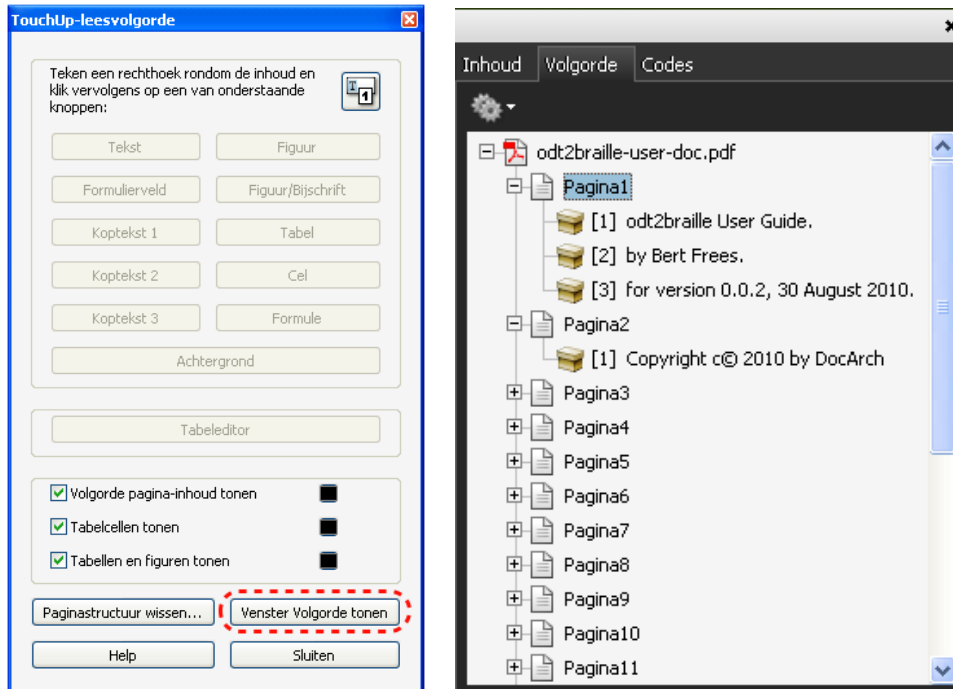 TouchUp-leesvolgorde
Teken een rechthoek rondom de inhoud en
klik vervolgens op een van onderstaande
knoppen:
Tekst
Figuur
Formulierveld
Figuur/Bijschrift
Koptekst 1
Tabel
Koptekst 2
Cel
Koptekst 3
Formule
Achtergrond
Tabeleditor
Volgorde pagina-inhoud tonen
Tabelcellen tonen
Tabellen en figuren tonen
Paginastructuur wissen...
Venster Volgorde tonen
Help
Sluiten
Inhoud Volgorde Codes
odt2braille-user-doc.pdf
Pagina1
[1] odt2braille User Guide.
[2] by Bert Frees.
[3] for version 0.0.2, 30 August 2010.
Pagina2
[1] Copyright c© 2010 by DocArch
Pagina3
Pagina4
Pagina5
Pagina6
Pagina7
Pagina8
Pagina9
Pagina10
Pagina11